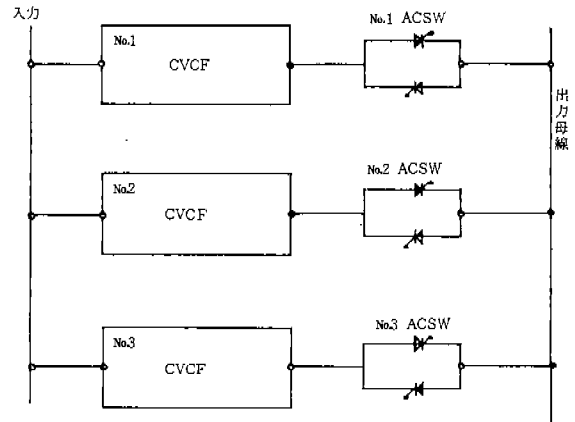 入力
No.1
CVCF
No.1 ACSW
出力母線
No.2
CVCF
No.2 ACSW
No.3
CVCF
No.3 ACSW